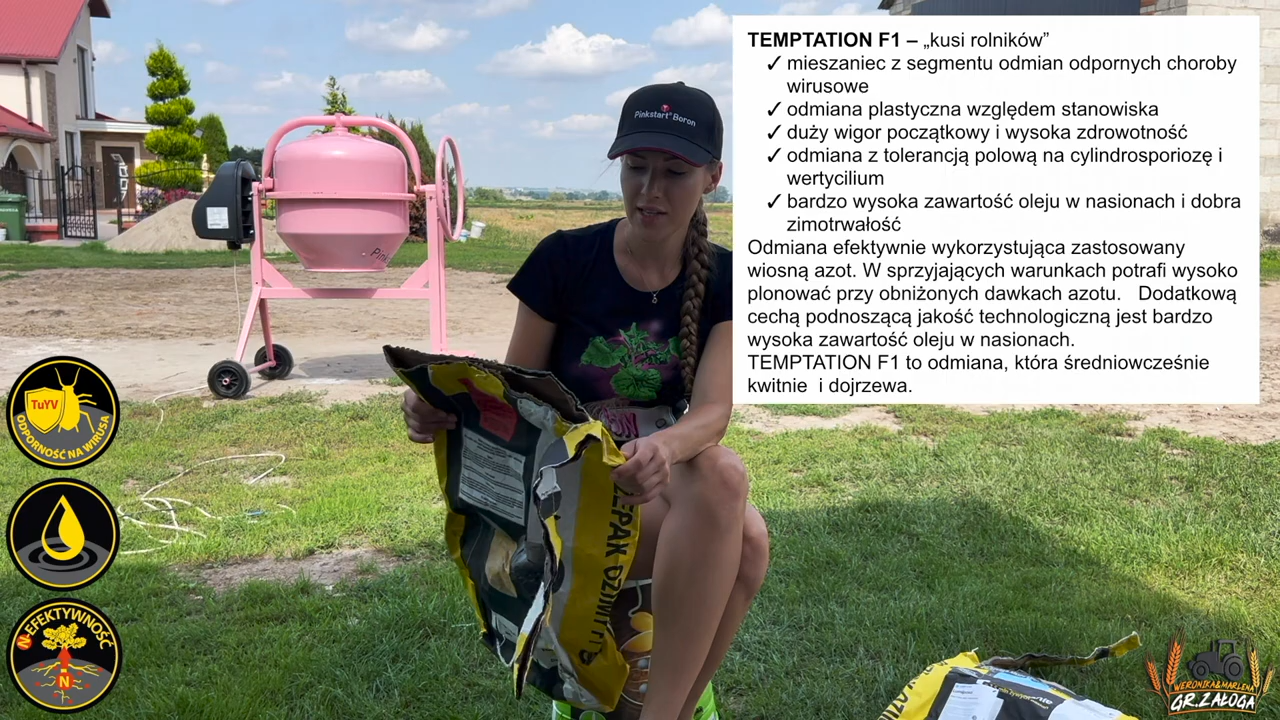 TEMPTATION F1 – „kusi rolników”
✓ mieszaniec z segmentu odmian odpornych choroby
wirusowe
✓ odmiana plastyczna względem stanowiska
✓ duży wigor początkowy i wysoka zdrowotność
✓ odmiana z tolerancją polową na cylindrosporiozę i
wertycilium
✓ bardzo wysoka zawartość oleju w nasionach i dobra
zimotrwałość
Odmiana efektywnie wykorzystująca zastosowany
wiosną azot. W sprzyjających warunkach potrafi wysoko
plonować przy obniżonych dawkach azotu. Dodatkową
cechą podnoszącą jakość technologiczną jest bardzo
wysoka zawartość oleju w nasionach.
TEMPTATION F1 to odmiana, która średniowcześnie
kwitnie i dojrzewa.
Pinkstart Boron
Pink
TuYV
ODPORNOŚĆ NA WIRUSA
N-EFEKTYWNOŚĆ
N
RZEPAK OZIMY
WERONIKA&MARLENA
GR.ZAŁOGA